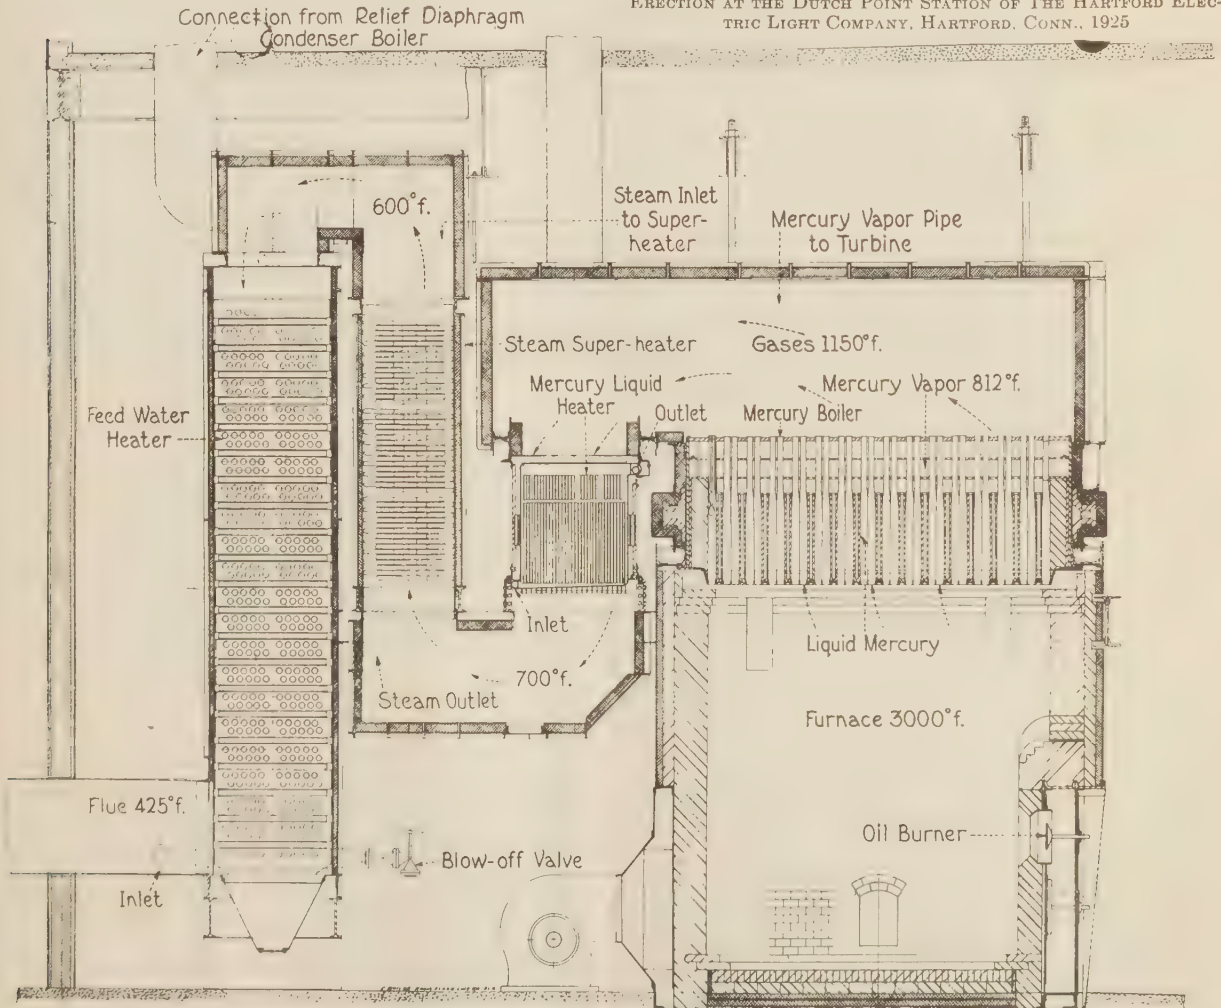 ERECTION AT THE DUTCH POINT STATION OF THE HARTFORD ELEC-
TRIC LIGHT COMPANY, HARTFORD, CONN., 1925
Connection from Relief Diaphragm
Condenser Boiler
600°f.
Steam Inlet
to Super-
heater
Mercury Vapor Pipe
to Turbine
Steam Super-heater
Gases 1150°f.
Mercury Liquid
Heater
Outlet
Mercury Boiler
Mercury Vapor 812°f.
Feed Water
Heater
Inlet
Liquid Mercury
700°f.
Steam Outlet
Furnace 3000°f.
Flue 425°f.
Oil Burner
Blow-off Valve
Inlet